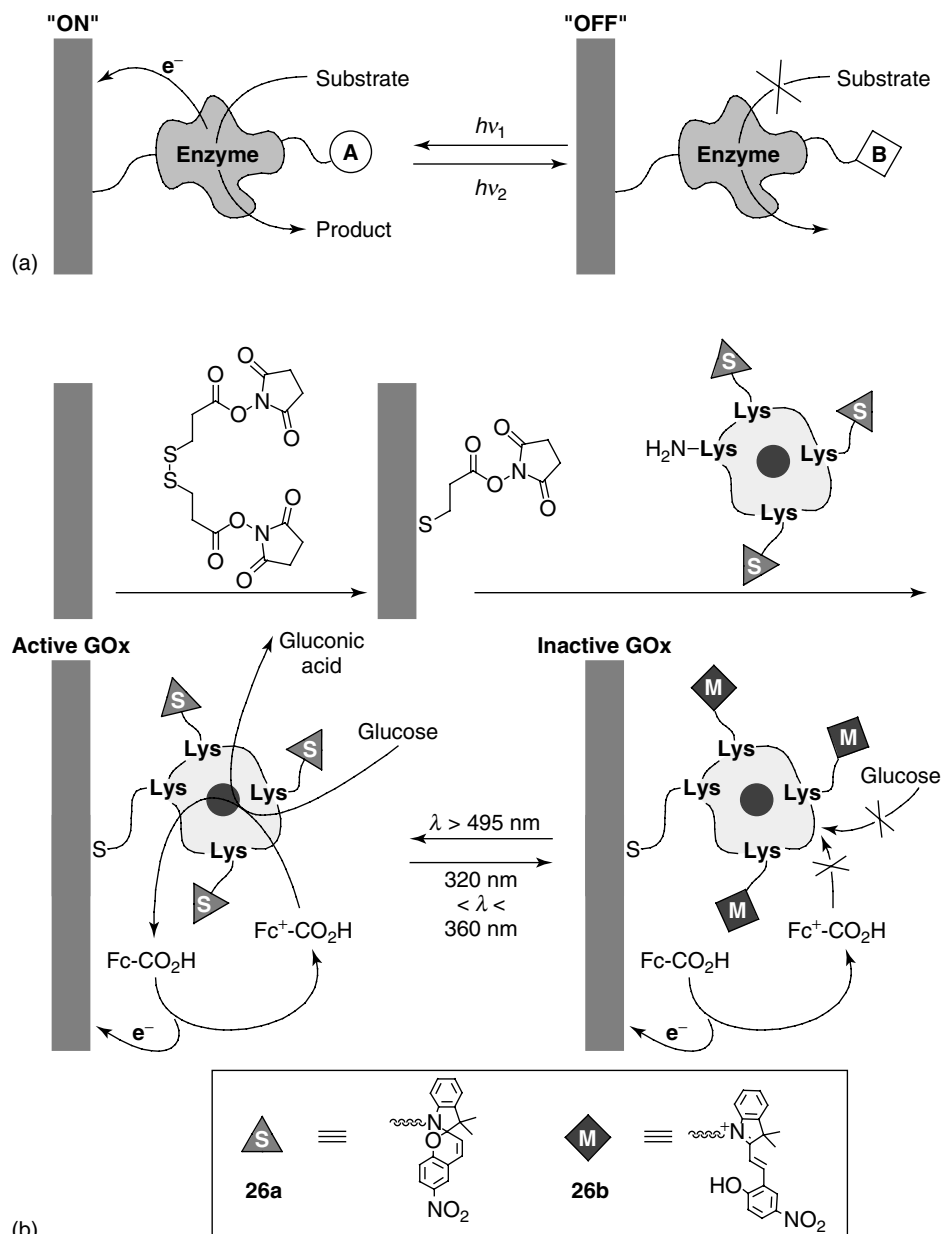 "ON"
"OFF"
e⁻
Substrate
Enzyme
A
Product
hν₁
hν₂
Substrate
Enzyme
B
(a)
O
O
O
N
O
O
S
S
O
N
O
O
O
O
S
O
O
N
O
O
S
Lys
S
H₂N–Lys
Lys
Lys
S
Active GOx
Gluconic
acid
S
Lys
S
Glucose
Lys
Lys
S
Lys
S
Fc⁺-CO₂H
Fc-CO₂H
e⁻
λ > 495 nm
320 nm
< λ <
360 nm
Inactive GOx
M
Lys
M
Lys
Lys
Glucose
S
Lys
M
Fc⁺-CO₂H
Fc-CO₂H
e⁻
S
26a
N
O
NO₂
M
26b
+N
HO
NO₂
(b)